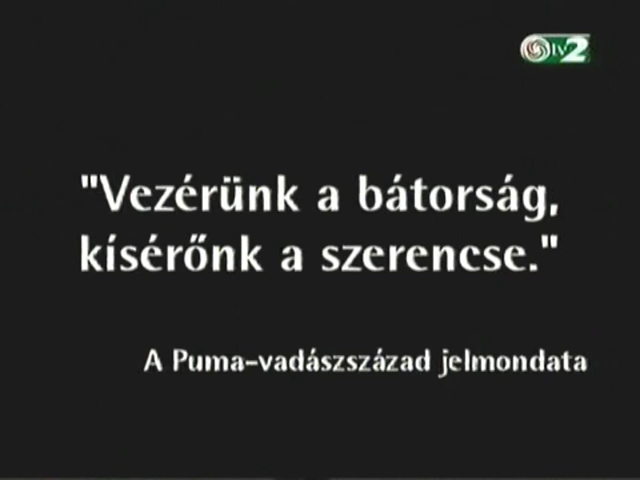 tv2
"Vezérünk a bátorság,
kísérőnk a szerencse."
A Puma-vadászszázad jelmondata